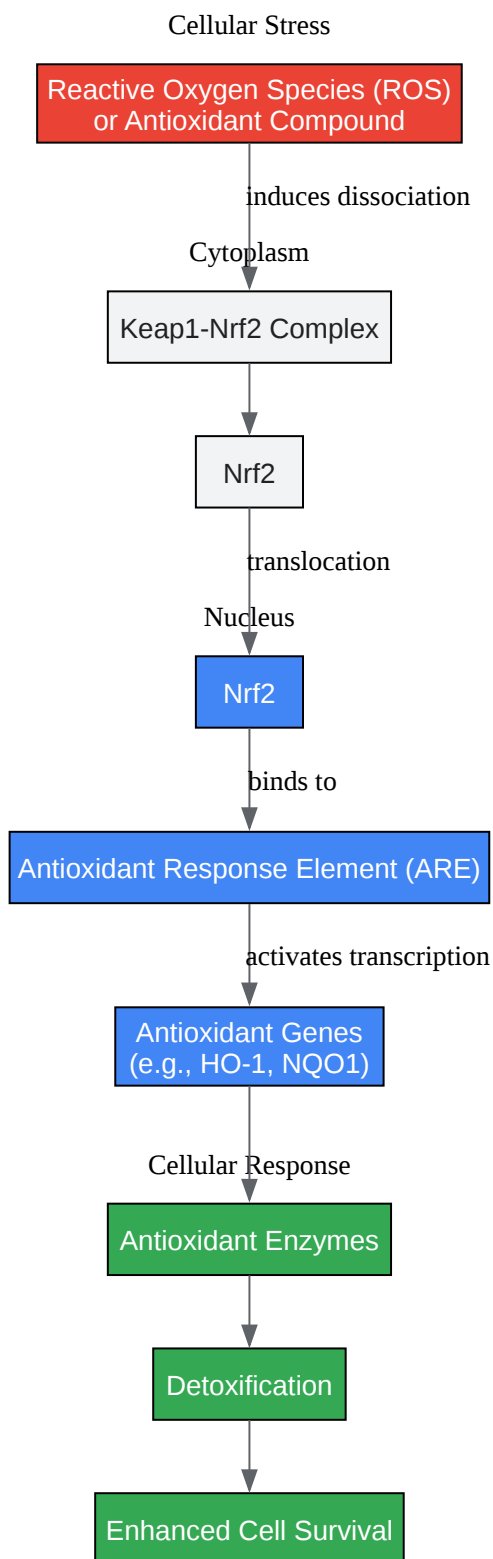 Cellular Stress
Reactive Oxygen Species (ROS)
or Antioxidant Compound
induces dissociation
Cytoplasm
Keap1-Nrf2 Complex
Nrf2
translocation
Nucleus
Nrf2
binds to
Antioxidant Response Element (ARE)
activates transcription
Antioxidant Genes
(e.g., HO-1, NQO1)
Cellular Response
Antioxidant Enzymes
Detoxification
Enhanced Cell Survival